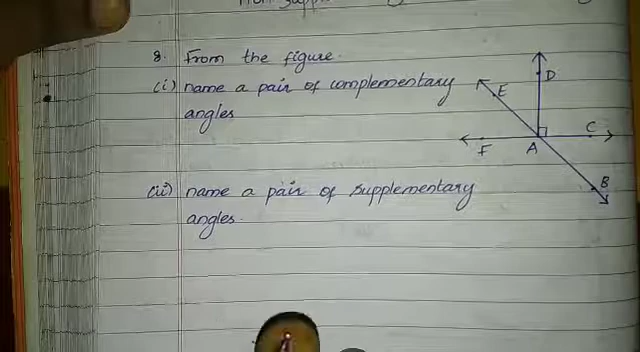 8. From the figure.
(i) name a pair of complementary
angles
(ii) name a pair of supplementary
angles.
D
E
C
F
A
B